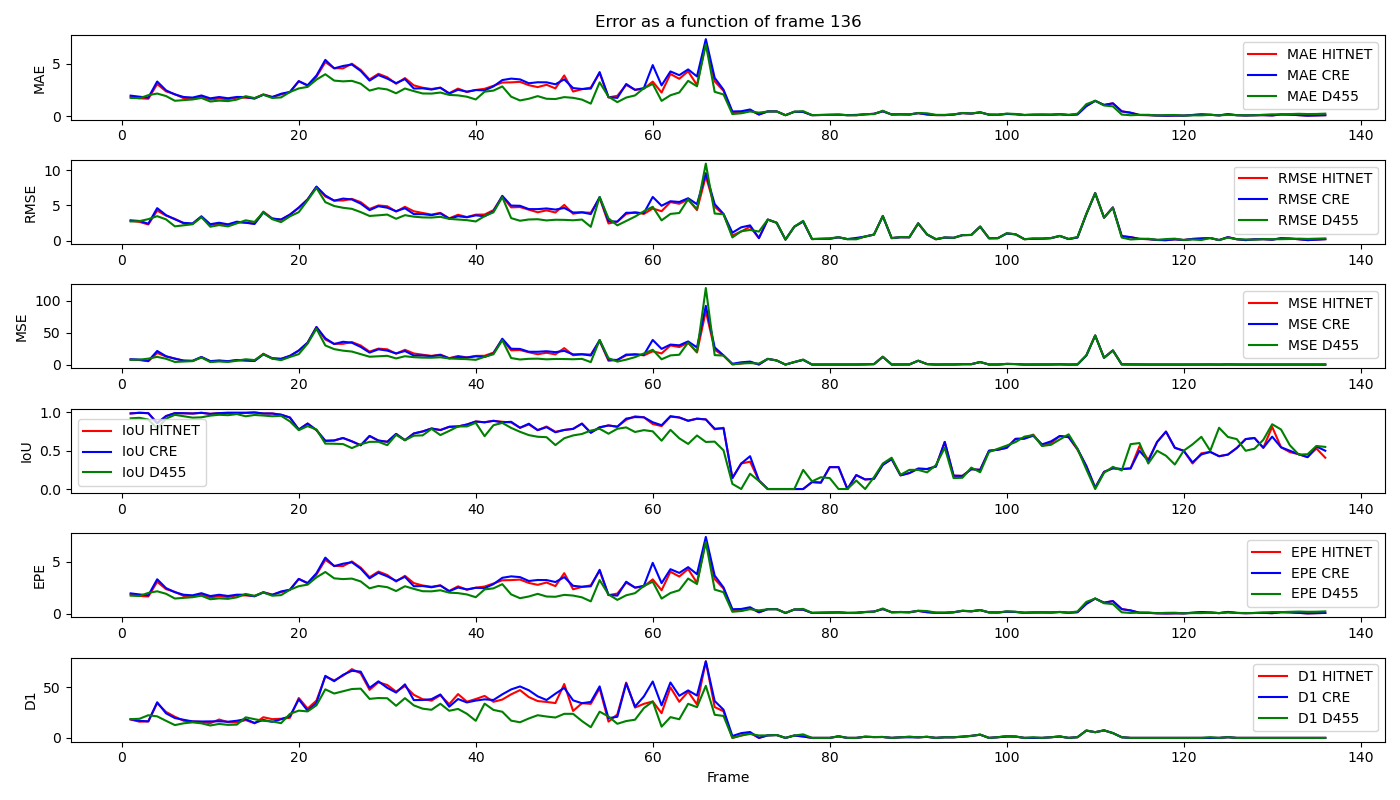 Error as a function of frame 136
MAE
5
0
MAE HITNET
MAE CRE
MAE D455
0 20 40 60 80 100 120 140
RMSE
10
5
0
RMSE HITNET
RMSE CRE
RMSE D455
0 20 40 60 80 100 120 140
MSE
100
50
0
MSE HITNET
MSE CRE
MSE D455
0 20 40 60 80 100 120 140
IoU
1.0
0.5
0.0
IoU HITNET
IoU CRE
IoU D455
0 20 40 60 80 100 120 140
EPE
5
0
EPE HITNET
EPE CRE
EPE D455
0 20 40 60 80 100 120 140
D1
50
0
D1 HITNET
D1 CRE
D1 D455
0 20 40 60 80 100 120 140
Frame